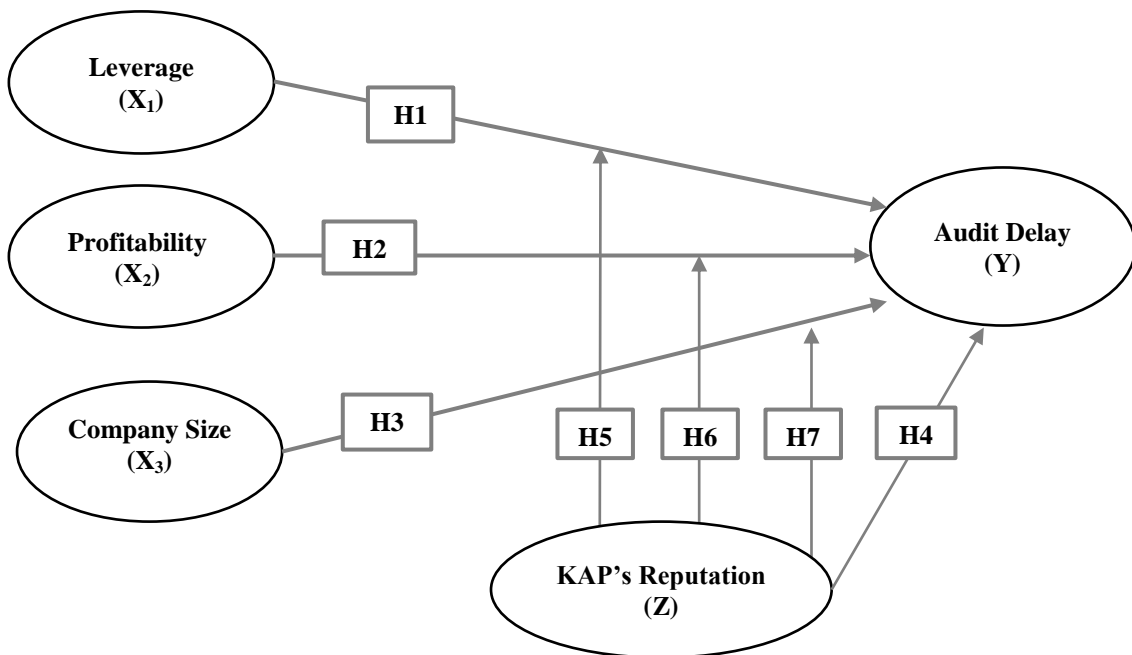 Leverage
(X₁)
H1
Profitability
(X₂)
H2
Audit Delay
(Y)
Company Size
(X₃)
H3
H5
H6
H7
H4
KAP's Reputation
(Z)